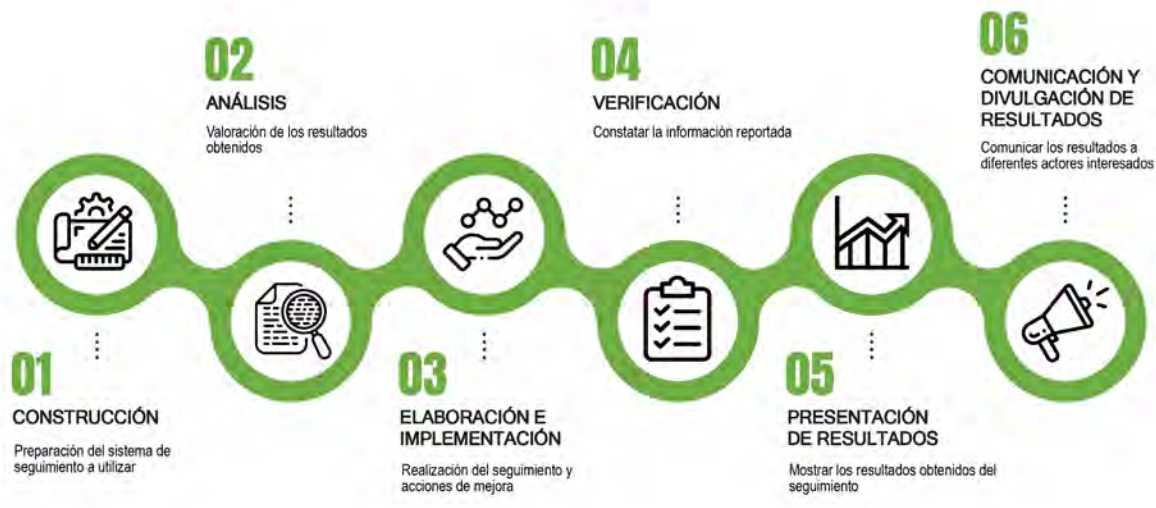 01
CONSTRUCCIÓN
Preparación del sistema de
seguimiento a utilizar
02
ANÁLISIS
Valoración de los resultados
obtenidos
03
ELABORACIÓN E
IMPLEMENTACIÓN
Realización del seguimiento y
acciones de mejora
04
VERIFICACIÓN
Constatar la información reportada
05
PRESENTACIÓN
DE RESULTADOS
Mostrar los resultados obtenidos del
seguimiento
06
COMUNICACIÓN Y
DIVULGACIÓN DE
RESULTADOS
Comunicar los resultados a
diferentes actores interesados